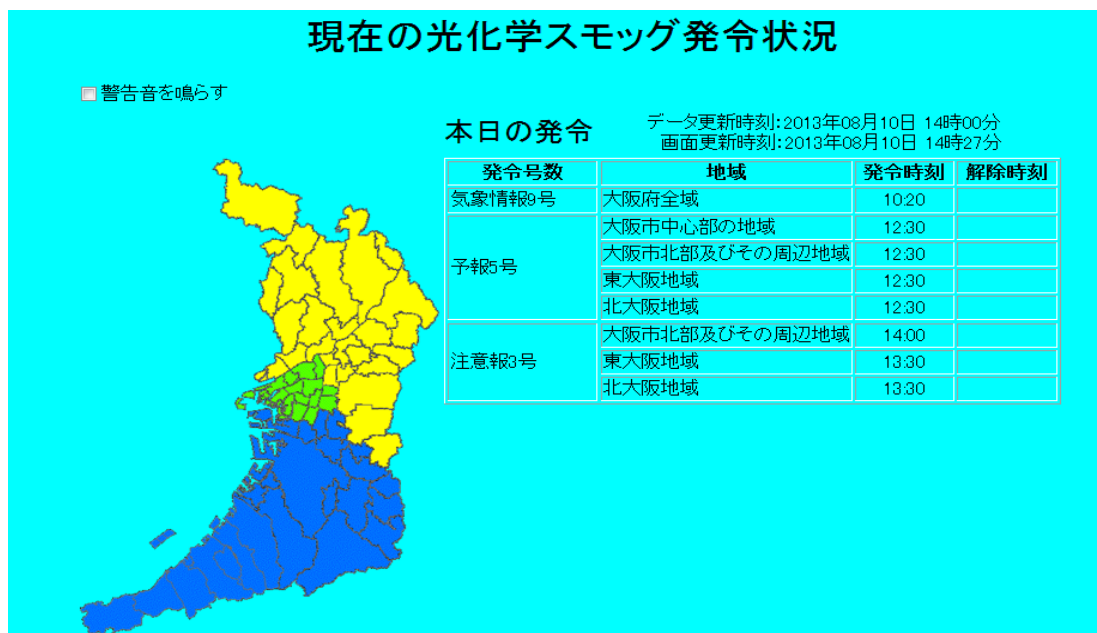 現在の光化学スモッグ発令状況
警告音を鳴らす
本日の発令
データ更新時刻:2013年08月10日 14時00分
画面更新時刻:2013年08月10日 14時27分
発令号数 地域 発令時刻 解除時刻
気象情報9号 大阪府全域 10:20
予報5号 大阪市中心部の地域 12:30
大阪市北部及びその周辺地域 12:30
東大阪地域 12:30
北大阪地域 12:30
注意報3号 大阪市北部及びその周辺地域 14:00
東大阪地域 13:30
北大阪地域 13:30